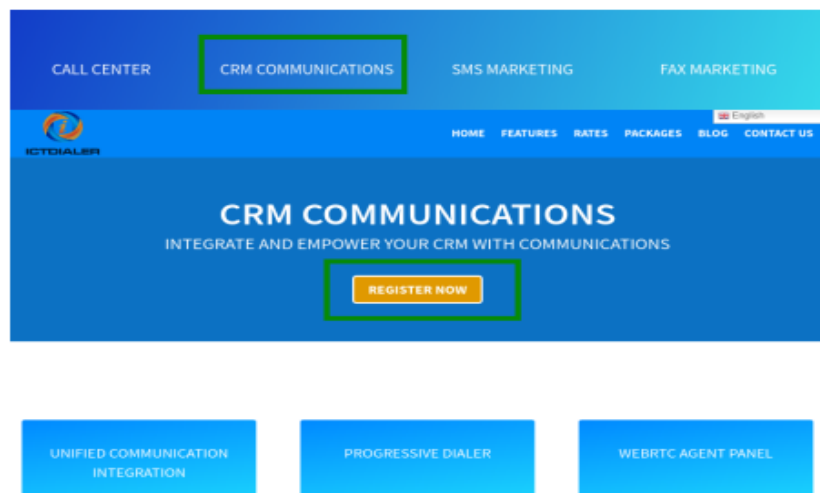 CALL CENTER
CRM COMMUNICATIONS
SMS MARKETING
FAX MARKETING
English
ICTDIALER
HOME
FEATURES
RATES
PACKAGES
BLOG
CONTACT US
CRM COMMUNICATIONS
INTEGRATE AND EMPOWER YOUR CRM WITH COMMUNICATIONS
REGISTER NOW
UNIFIED COMMUNICATION
INTEGRATION
PROGRESSIVE DIALER
WEBRTC AGENT PANEL